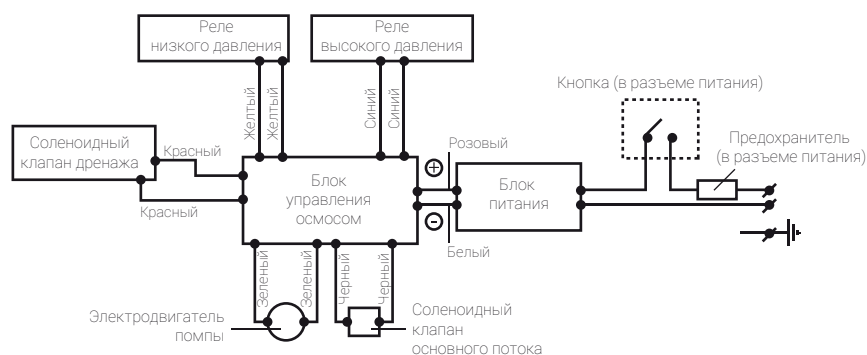 Реле
низкого давления
Реле
высокого давления
Желтый
Желтый
Синий
Синий
Кнопка (в разъеме питания)
Соленоидный
клапан дренажа
Красный
Красный
Розовый
Предохранитель
(в разъеме питания)
Блок
управления
осмосом
+
Блок
питания
-
Белый
Зеленый
Зеленый
Черный
Черный
Электродвигатель
помпы
Соленоидный
клапан
основного потока